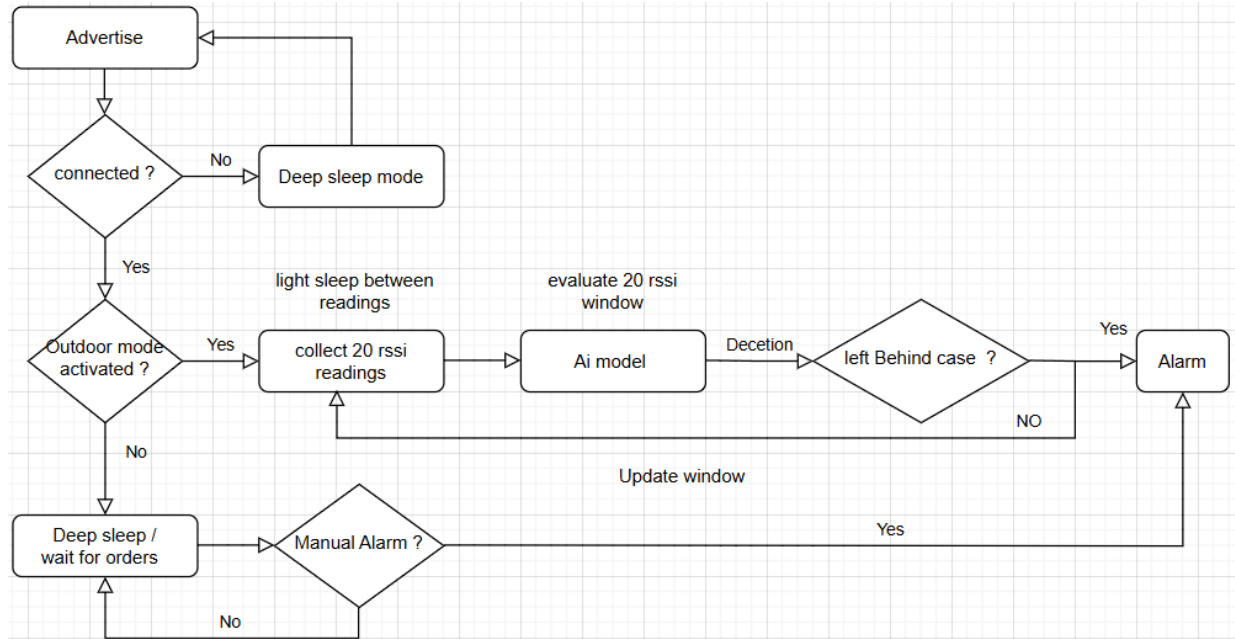 Advertise
connected ?
No
Deep sleep mode
Yes
light sleep between
readings
evaluate 20 rssi
window
Outdoor mode
activated ?
Yes
collect 20 rssi
readings
Ai model
Decetion
left Behind case ?
Yes
Alarm
NO
No
Update window
Deep sleep /
wait for orders
Manual Alarm ?
Yes
No